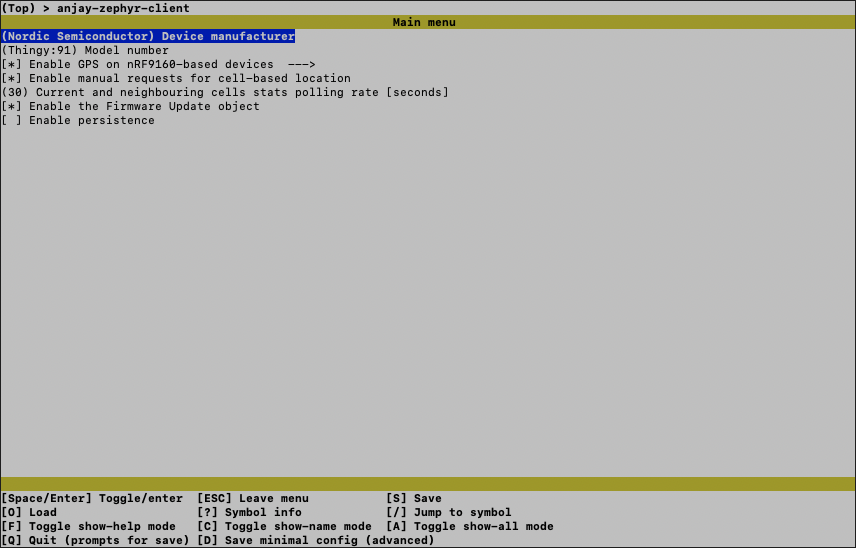 (Top) > anjay-zephyr-client
Main menu
(Nordic Semiconductor) Device manufacturer
(Thingy:91) Model number
[*] Enable GPS on nRF9160-based devices  --->
[*] Enable manual requests for cell-based location
(30) Current and neighbouring cells stats polling rate [seconds]
[*] Enable the Firmware Update object
[ ] Enable persistence
[Space/Enter] Toggle/enter  [ESC] Leave menu           [S] Save
[O] Load                    [?] Symbol info            [/] Jump to symbol
[F] Toggle show-help mode   [C] Toggle show-name mode  [A] Toggle show-all mode
[Q] Quit (prompts for save) [D] Save minimal config (advanced)